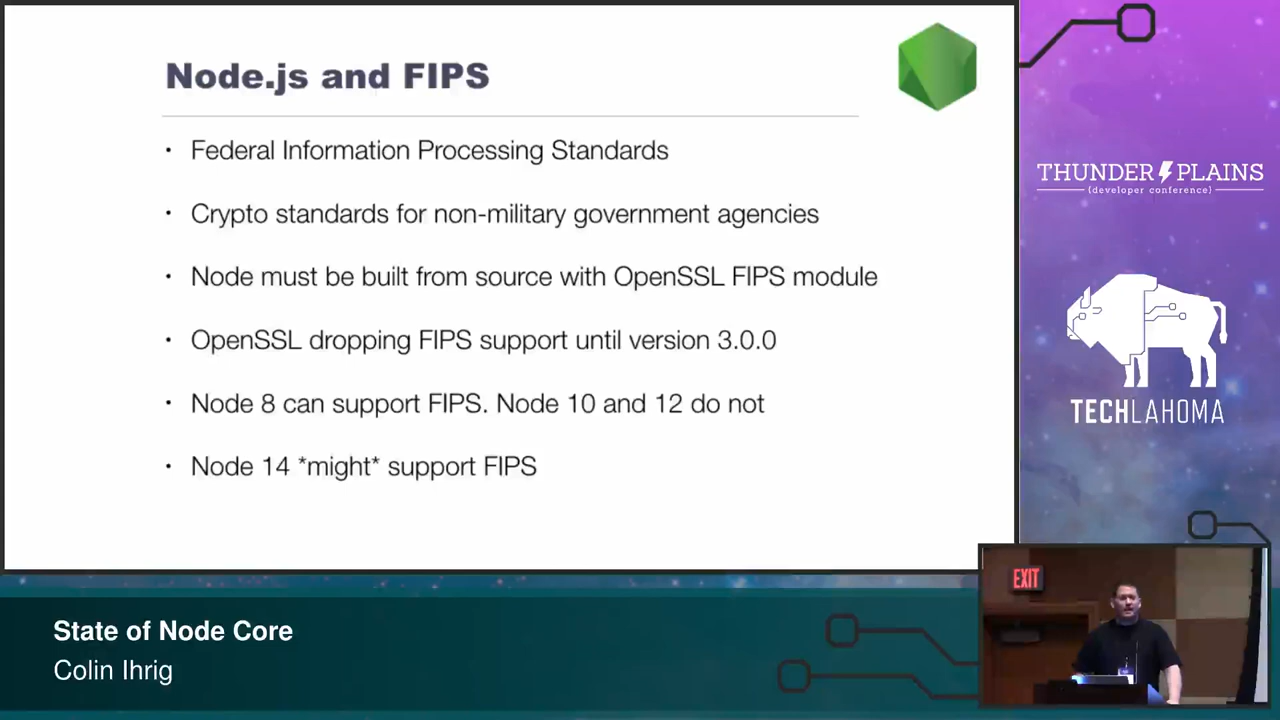 Node.js and FIPS
• Federal Information Processing Standards
• Crypto standards for non-military government agencies
• Node must be built from source with OpenSSL FIPS module
• OpenSSL dropping FIPS support until version 3.0.0
• Node 8 can support FIPS. Node 10 and 12 do not
• Node 14 *might* support FIPS
THUNDER PLAINS
{developer conference}
TECHLAHOMA
EXIT
State of Node Core
Colin Ihrig